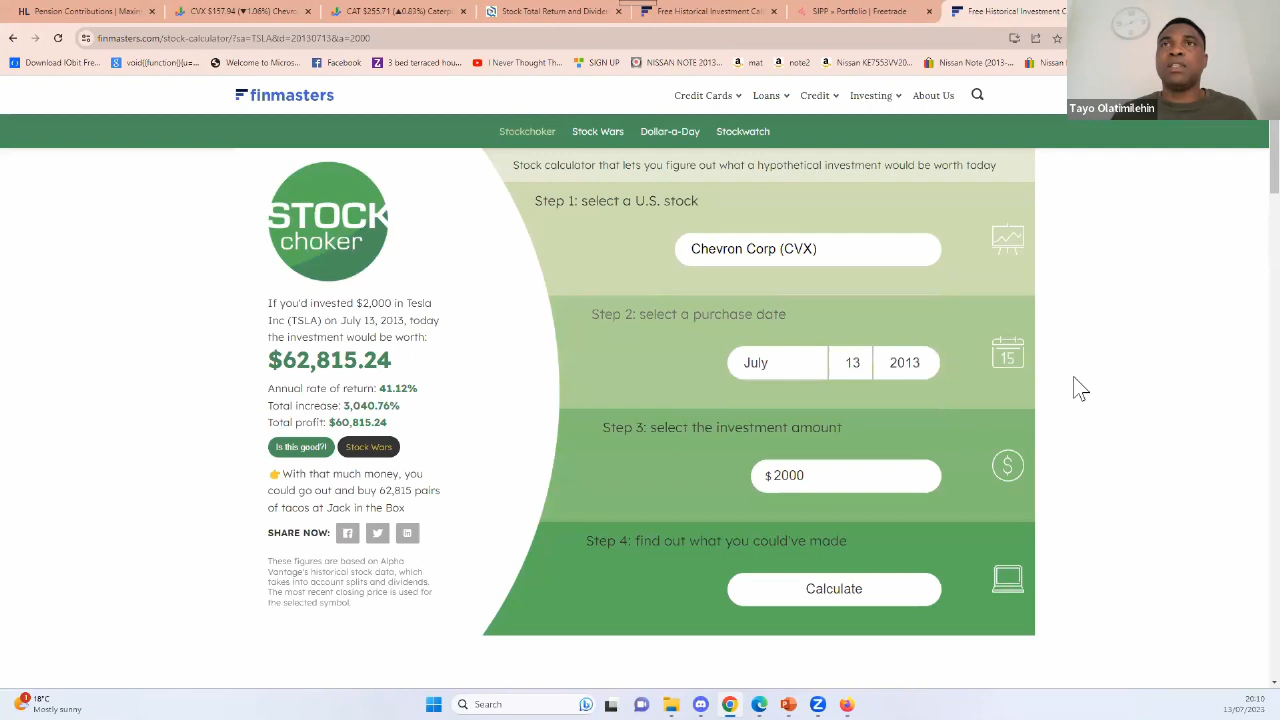 HL Pension Contributions | Maxim
CVX $157.94 (▼1.06%) Chevro
CAT $255.71 (▲0.83%) Caterpi
Stock Total Return and Divide
Free Historical Investment Cal
SIPP » Portfolio | Freetrade
Free Historical Investment C
finmasters.com/stock-calculator/?sa=TSLA&d=20130713&a=2000
Download IObit Fre...
void(function(){u=...
Welcome to Micros...
Facebook
3 bed terraced hou...
I Never Thought Th...
SIGN UP
NISSAN NOTE 2013...
mat
note2
Nissan KE7553VV20...
Nissan Note (13on)...
finmasters
Credit Cards
Loans
Credit
Investing
About Us
Tayo Olatimilehin
Stockchoker
Stock Wars
Dollar-a-Day
Stockwatch
STOCK
choker
If you'd invested $2,000 in Tesla
Inc (TSLA) on July 13, 2013, today
the investment would be worth:
$62,815.24
Annual rate of return: 41.12%
Total increase: 3,040.76%
Total profit: $60,815.24
Is this good?!
Stock Wars
👉 With that much money, you
could go out and buy 62,815 pairs
of tacos at Jack in the Box
SHARE NOW:
These figures are based on Alpha
Vantage's historical stock data, which
takes into account splits and dividends.
The most recent closing price is used for
the selected symbol.
Stock calculator that lets you figure out what a hypothetical investment would be worth today
Step 1: select a U.S. stock
Chevron Corp (CVX)
Step 2: select a purchase date
July 13 2013
15
Step 3: select the investment amount
$ 2000
Step 4: find out what you could've made
Calculate
18°C
Mostly sunny
Search
20:10
13/07/2023